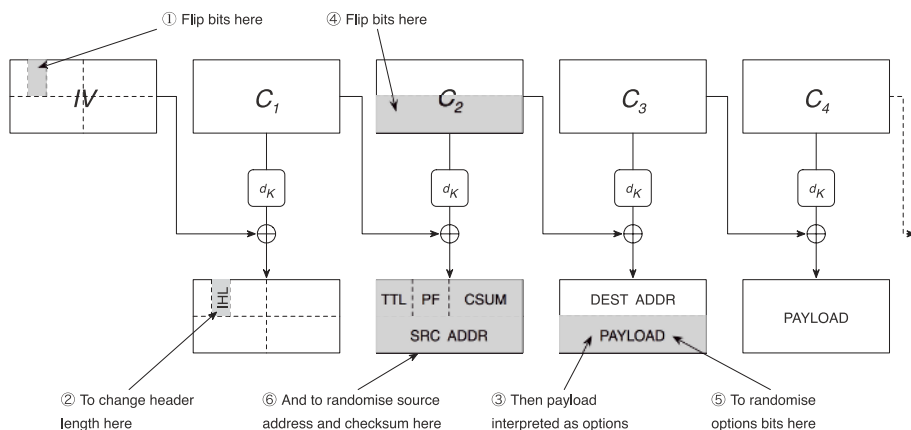 ① Flip bits here
④ Flip bits here
IV
C1
C2
C3
C4
dK
dK
dK
dK
IHL
TTL PF CSUM
SRC ADDR
DEST ADDR
PAYLOAD
PAYLOAD
② To change header
length here
⑥ And to randomise source
address and checksum here
③ Then payload
interpreted as options
⑤ To randomise
options bits here